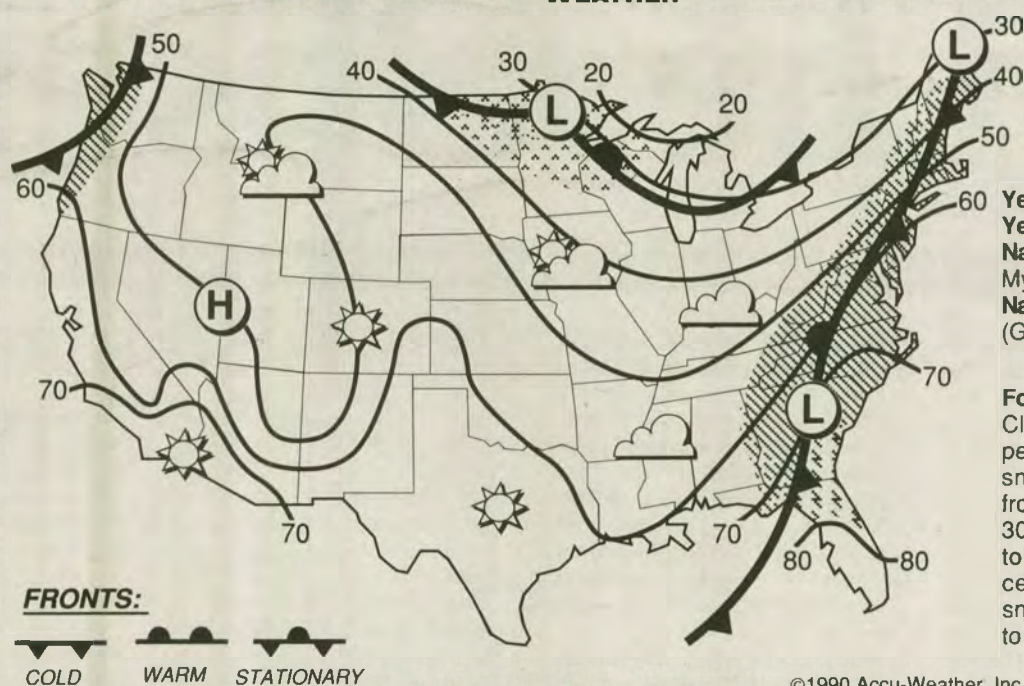 WEATHER
50
30
20
L
30
40
L
20
40
50
60
60
Ye
Ye
Na
My
H
Na
(G
70
70
Fo
L
Cl
pe
sn
fro
30
70
70
80
80
to
ce
sn
to
FRONTS:
COLD WARM STATIONARY
©1990 Accu-Weather, Inc